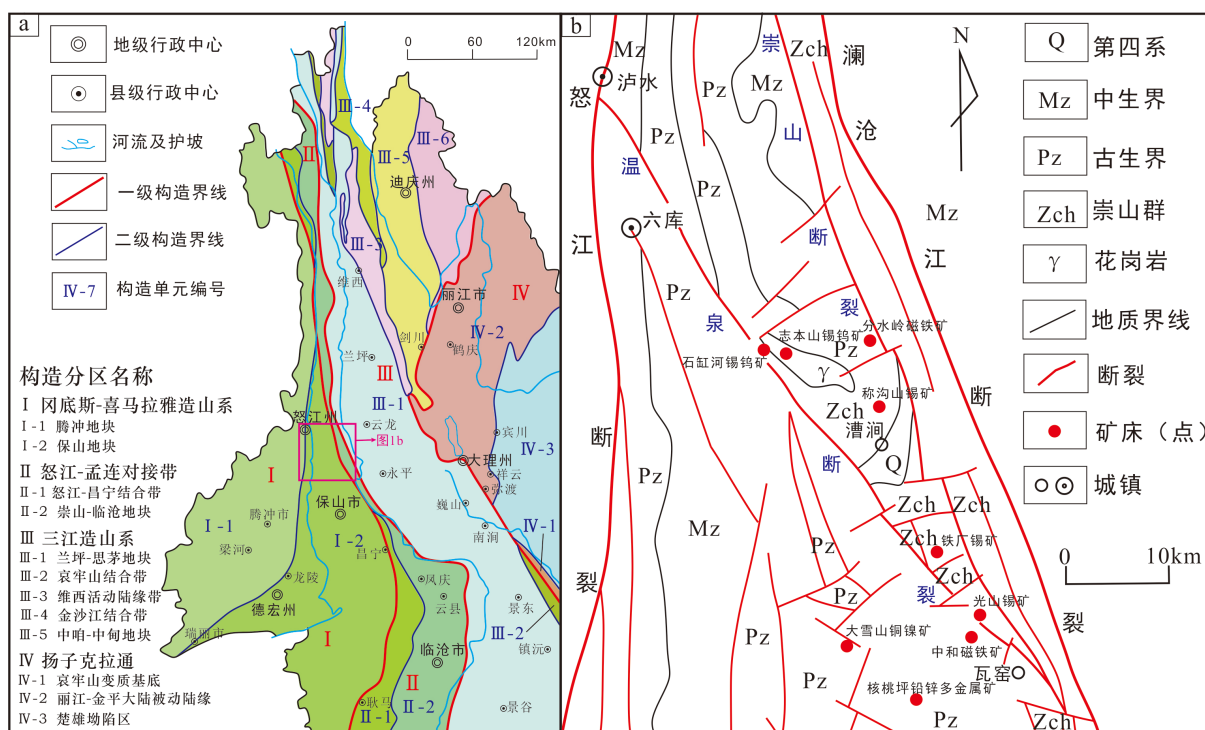 a
地级行政中心
县级行政中心
河流及护坡
一级构造界线
二级构造界线
Ⅳ-7 构造单元编号
构造分区名称
Ⅰ 冈底斯-喜马拉雅造山系
Ⅰ-1 腾冲地块
Ⅰ-2 保山地块
Ⅱ 怒江-孟连对接带
Ⅱ-1 怒江-昌宁结合带
Ⅱ-2 崇山-临沧地块
Ⅲ 三江造山系
Ⅲ-1 兰坪-思茅地块
Ⅲ-2 哀牢山结合带
Ⅲ-3 维西活动陆缘带
Ⅲ-4 金沙江结合带
Ⅲ-5 中咱-中甸地块
Ⅳ 扬子克拉通
Ⅳ-1 哀牢山变质基底
Ⅳ-2 丽江-金平大陆被动陆缘
Ⅳ-3 楚雄坳陷区
0 60 120km
Ⅲ-4
Ⅲ-6
Ⅱ
Ⅲ-5
迪庆州
Ⅲ-3
维西
Ⅳ
丽江市
Ⅳ-2
剑川
鹤庆
兰坪
Ⅲ
Ⅲ-1
怒江州
云龙
图1b
宾川
Ⅳ-3
大理州
Ⅰ
永平
祥云
弥渡
保山市
巍山
Ⅰ-1
腾冲市
Ⅰ-2
南涧
Ⅳ-1
梁河
昌宁
龙陵
凤庆
德宏州
云县
景东
瑞丽市
Ⅰ
Ⅲ-2
镇沅
临沧市
Ⅱ
耿马
Ⅱ-1
Ⅱ-2
景谷
b
Mz
崇
Zch
澜
N
怒
泸水
Pz
Mz
沧
Pz
山
温
Pz
六库
Mz
断
江
江
Pz
泉
裂
分水岭磁铁矿
志本山锡钨矿
石缸河锡钨矿
Pz
γ
断
称沟山锡矿
Zch
漕涧
断
Pz
断
Q
Zch
Zch
Mz
Zch
铁厂锡矿
Zch
Pz
裂
裂
光山锡矿
裂
大雪山铜镍矿
Pz
中和磁铁矿
Pz
瓦窑
核桃坪铅锌多金属矿
Pz
Zch
Q 第四系
Mz 中生界
Pz 古生界
Zch 崇山群
γ 花岗岩
地质界线
断裂
矿床（点）
城镇
0 10km